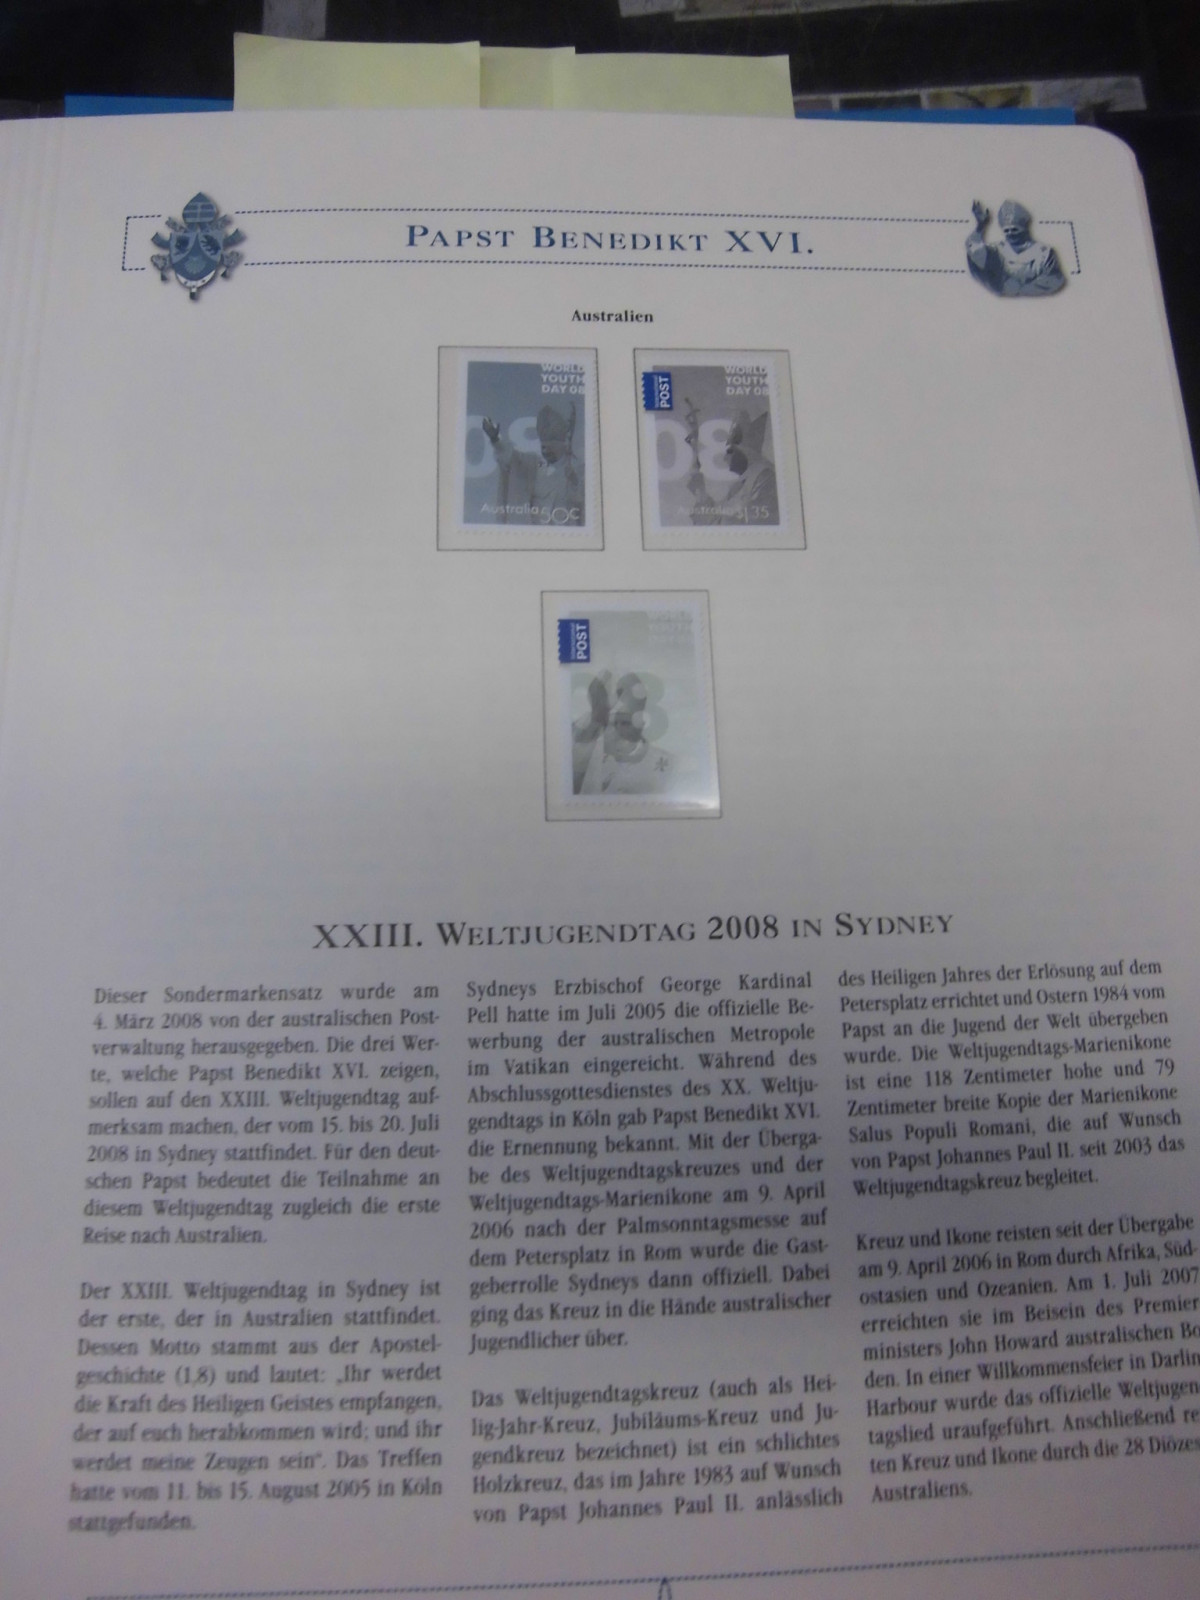 PAPST BENEDIKT XVI.
Australien
WORLD
YOUTH
DAY 08
08
Australia 50c
POST
WORLD
YOUTH
DAY 08
08
Australia $1.35
POST
08
XXIII. WELTJUGENDTAG 2008 IN SYDNEY
Dieser Sondermarkensatz wurde am
4. März 2008 von der australischen Post-
verwaltung herausgegeben. Die drei Wer-
te, welche Papst Benedikt XVI. zeigen,
sollen auf den XXIII. Weltjugendtag auf-
merksam machen, der vom 15. bis 20. Juli
2008 in Sydney stattfindet. Für den deut-
schen Papst bedeutet die Teilnahme an
diesem Weltjugendtag zugleich die erste
Reise nach Australien.
Der XXIII. Weltjugendtag in Sydney ist
der erste, der in Australien stattfindet.
Dessen Motto stammt aus der Apostel-
geschichte (1,8) und lautet: „Ihr werdet
die Kraft des Heiligen Geistes empfangen,
der auf euch herabkommen wird; und ihr
werdet meine Zeugen sein“. Das Treffen
hatte vom 11. bis 15. August 2005 in Köln
stattgefunden.
Sydneys Erzbischof George Kardinal
Pell hatte im Juli 2005 die offizielle Be-
werbung der australischen Metropole
im Vatikan eingereicht. Während des
Abschlussgottesdienstes des XX. Weltju-
gendtags in Köln gab Papst Benedikt XVI.
die Ernennung bekannt. Mit der Überga-
be des Weltjugendtagskreuzes und der
Weltjugendtags-Marienikone am 9. April
2006 nach der Palmsonntagsmesse auf
dem Petersplatz in Rom wurde die Gast-
geberrolle Sydneys dann offiziell. Dabei
ging das Kreuz in die Hände australischer
Jugendlicher über.
Das Weltjugendtagskreuz (auch als Hei-
lig-Jahr-Kreuz, Jubiläums-Kreuz und Ju-
gendkreuz bezeichnet) ist ein schlichtes
Holzkreuz, das im Jahre 1983 auf Wunsch
von Papst Johannes Paul II. anlässlich
des Heiligen Jahres der Erlösung auf dem
Petersplatz errichtet und Ostern 1984 vom
Papst an die Jugend der Welt übergeben
wurde. Die Weltjugendtags-Marienikone
ist eine 118 Zentimeter hohe und 79
Zentimeter breite Kopie der Marienikone
Salus Populi Romani, die auf Wunsch
von Papst Johannes Paul II. seit 2003 das
Weltjugendtagskreuz begleitet.
Kreuz und Ikone reisten seit der Übergabe
am 9. April 2006 in Rom durch Afrika, Süd-
ostasien und Ozeanien. Am 1. Juli 2007
erreichten sie im Beisein des Premier-
ministers John Howard australischen Bo
den. In einer Willkommensfeier in Darlin
Harbour wurde das offizielle Weltjugen
tagslied uraufgeführt. Anschließend re
ten Kreuz und Ikone durch die 28 Diözes
Australiens.